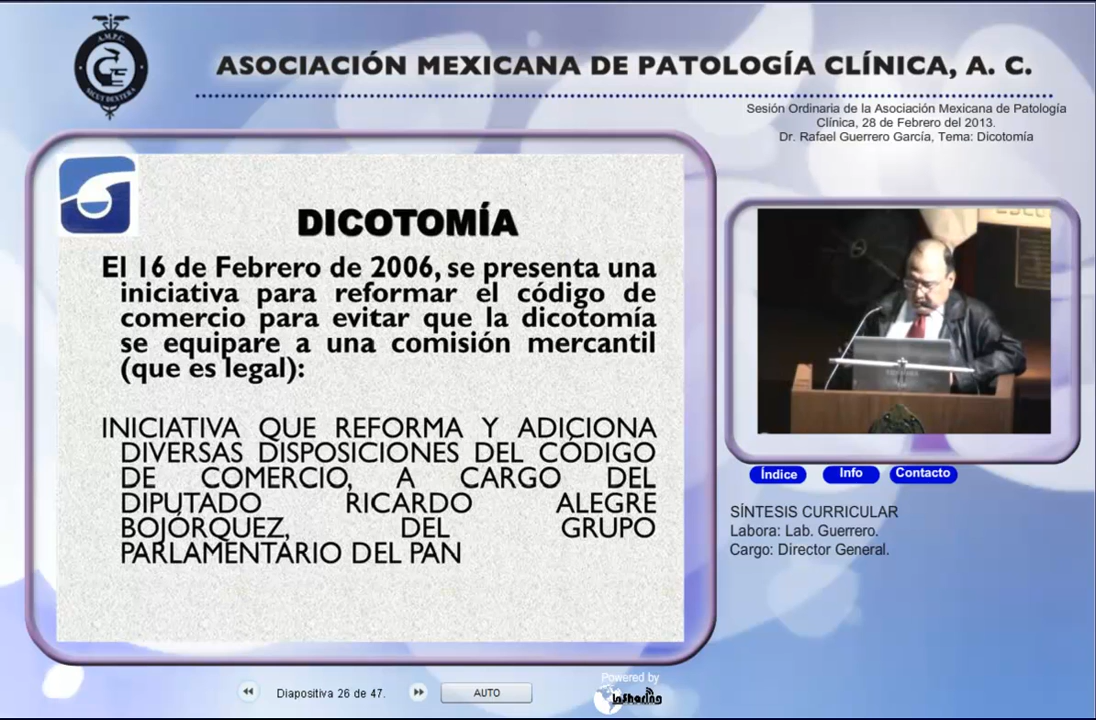 A.M.P.C.
SICUT DEXTERA
ASOCIACIÓN MEXICANA DE PATOLOGÍA CLÍNICA, A. C.
Sesión Ordinaria de la Asociación Mexicana de Patología
Clínica, 28 de Febrero del 2013.
Dr. Rafael Guerrero García, Tema: Dicotomía
DICOTOMÍA
El 16 de Febrero de 2006, se presenta una
iniciativa para reformar el código de
comercio para evitar que la dicotomía
se equipare a una comisión mercantil
(que es legal):
INICIATIVA QUE REFORMA Y ADICIONA
DIVERSAS DISPOSICIONES DEL CÓDIGO
DE COMERCIO, A CARGO DEL
DIPUTADO RICARDO ALEGRE
BOJÓRQUEZ, DEL GRUPO
PARLAMENTARIO DEL PAN
Índice Info Contacto
SÍNTESIS CURRICULAR
Labora: Lab. Guerrero.
Cargo: Director General.
Diapositiva 26 de 47.
AUTO
Powered by
InSharing